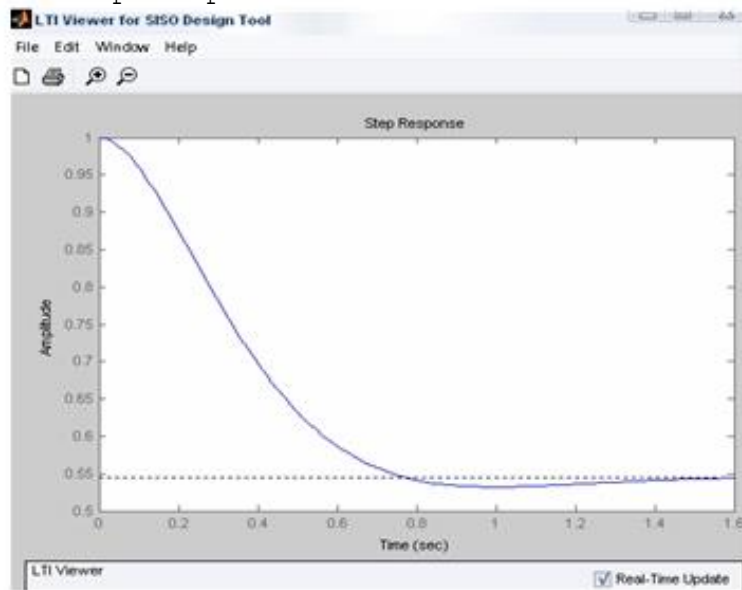 LTI Viewer for SISO Design Tool
File Edit Window Help
Step Response
1
0.95
0.9
0.85
0.8
0.75
0.7
0.65
0.6
0.55
0.5
Amplitude
0 0.2 0.4 0.6 0.8 1 1.2 1.4 1.6
Time (sec)
LTI Viewer
Real-Time Update